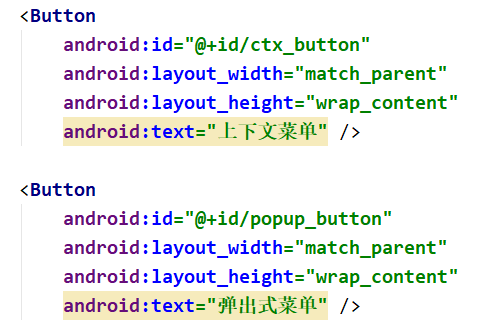 <Button
android:id="@+id/ctx_button"
android:layout_width="match_parent"
android:layout_height="wrap_content"
android:text="上下文菜单" />
<Button
android:id="@+id/popup_button"
android:layout_width="match_parent"
android:layout_height="wrap_content"
android:text="弹出式菜单" />